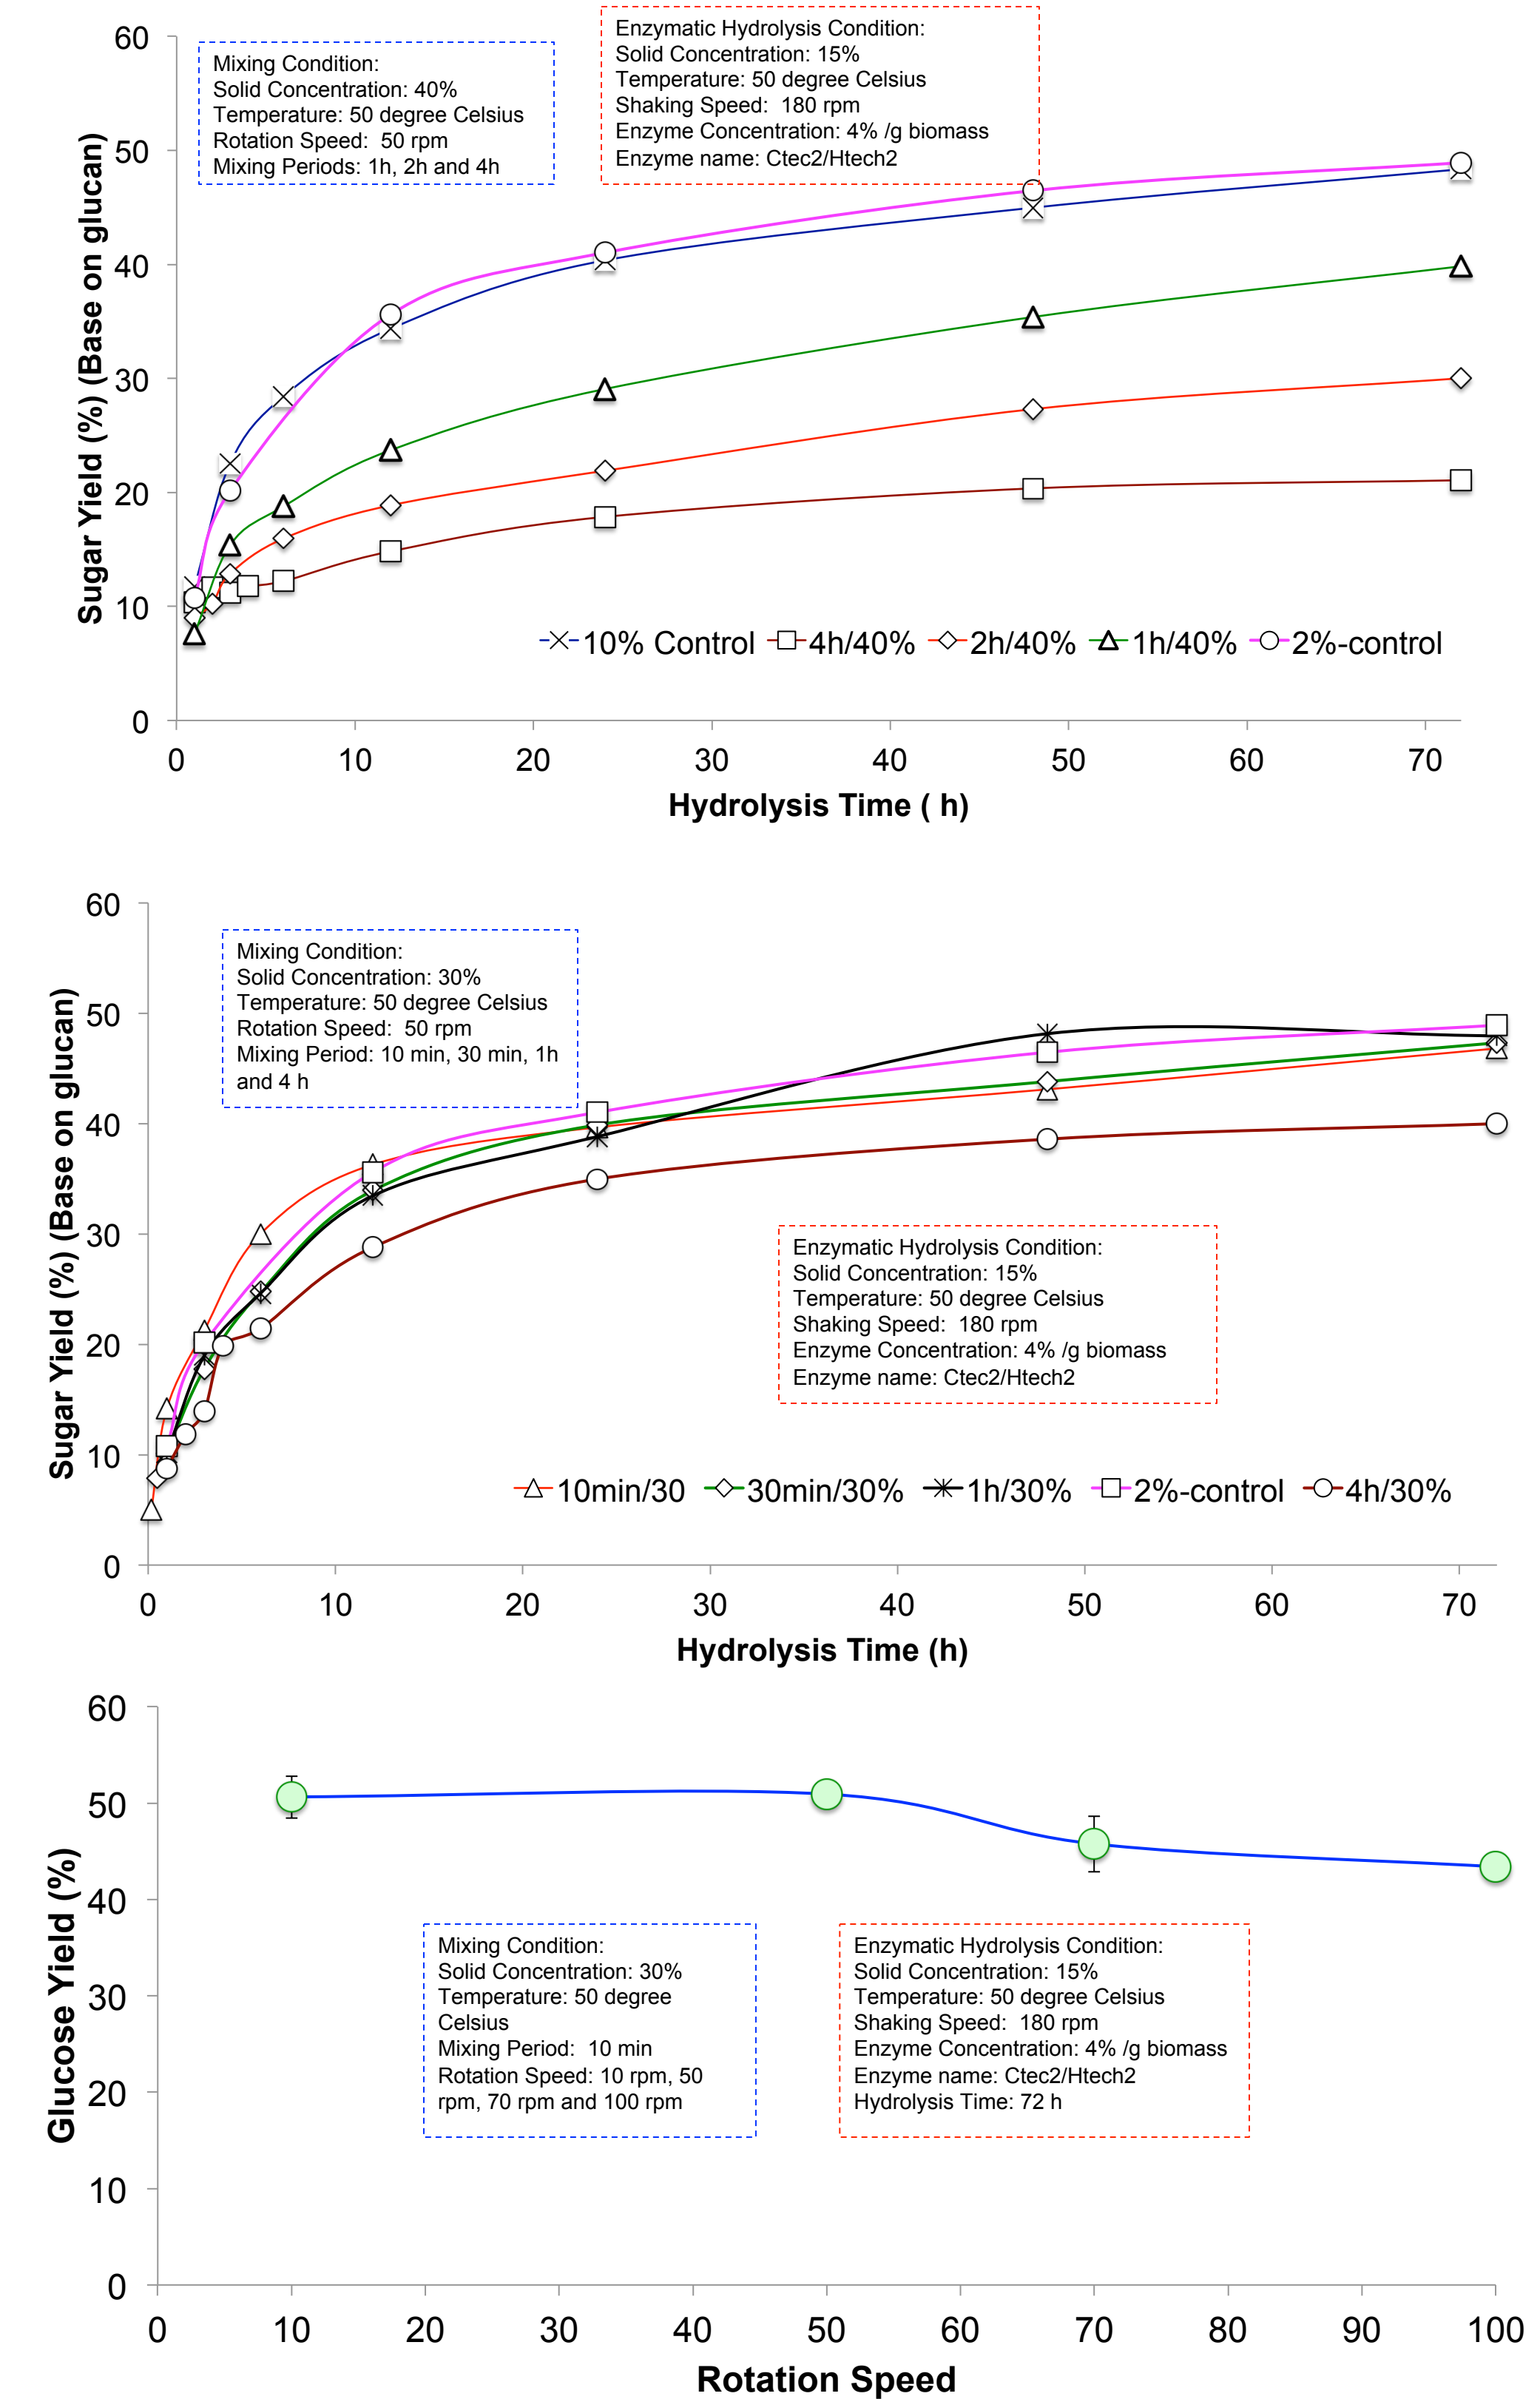 60
50
40
30
20
10
0
Sugar Yield (%) (Base on glucan)
Mixing Condition:
Solid Concentration: 40%
Temperature: 50 degree Celsius
Rotation Speed:  50 rpm
Mixing Periods: 1h, 2h and 4h
Enzymatic Hydrolysis Condition:
Solid Concentration: 15%
Temperature: 50 degree Celsius
Shaking Speed:  180 rpm
Enzyme Concentration: 4% /g biomass
Enzyme name: Ctec2/Htech2
10% Control 4h/40% 2h/40% 1h/40% 2%-control
0 10 20 30 40 50 60 70
Hydrolysis Time ( h)
60
50
40
30
20
10
0
Sugar Yield (%) (Base on glucan)
Mixing Condition:
Solid Concentration: 30%
Temperature: 50 degree Celsius
Rotation Speed:  50 rpm
Mixing Period: 10 min, 30 min, 1h
and 4 h
Enzymatic Hydrolysis Condition:
Solid Concentration: 15%
Temperature: 50 degree Celsius
Shaking Speed:  180 rpm
Enzyme Concentration: 4% /g biomass
Enzyme name: Ctec2/Htech2
10min/30 30min/30% 1h/30% 2%-control 4h/30%
0 10 20 30 40 50 60 70
Hydrolysis Time (h)
60
50
40
30
20
10
0
Glucose Yield (%)
Mixing Condition:
Solid Concentration: 30%
Temperature: 50 degree
Celsius
Mixing Period:  10 min
Rotation Speed: 10 rpm, 50
rpm, 70 rpm and 100 rpm
Enzymatic Hydrolysis Condition:
Solid Concentration: 15%
Temperature: 50 degree Celsius
Shaking Speed:  180 rpm
Enzyme Concentration: 4% /g biomass
Enzyme name: Ctec2/Htech2
Hydrolysis Time: 72 h
0 10 20 30 40 50 60 70 80 90 100
Rotation Speed